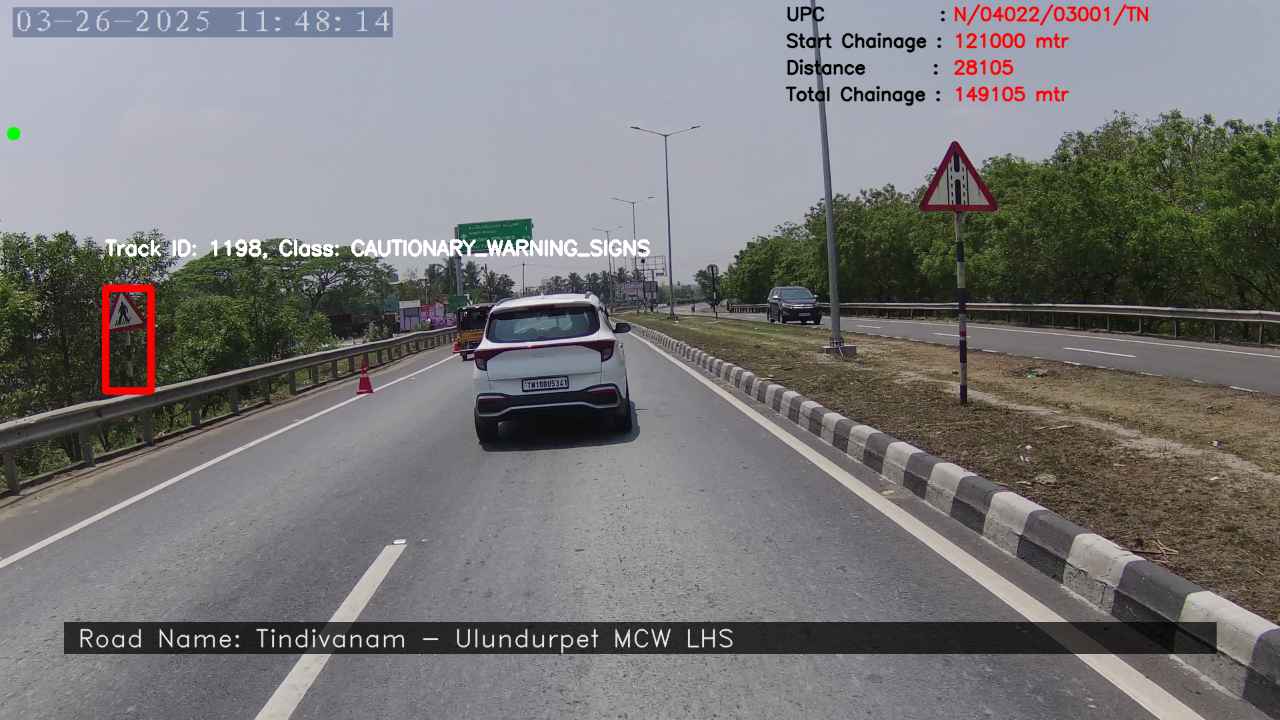 03-26-2025 11:48:14
UPC : N/04022/03001/TN
Start Chainage : 121000 mtr
Distance : 28105
Total Chainage : 149105 mtr
Track ID: 1198, Class: CAUTIONARY_WARNING_SIGNS
Road Name: Tindivanam - Ulundurpet MCW LHS